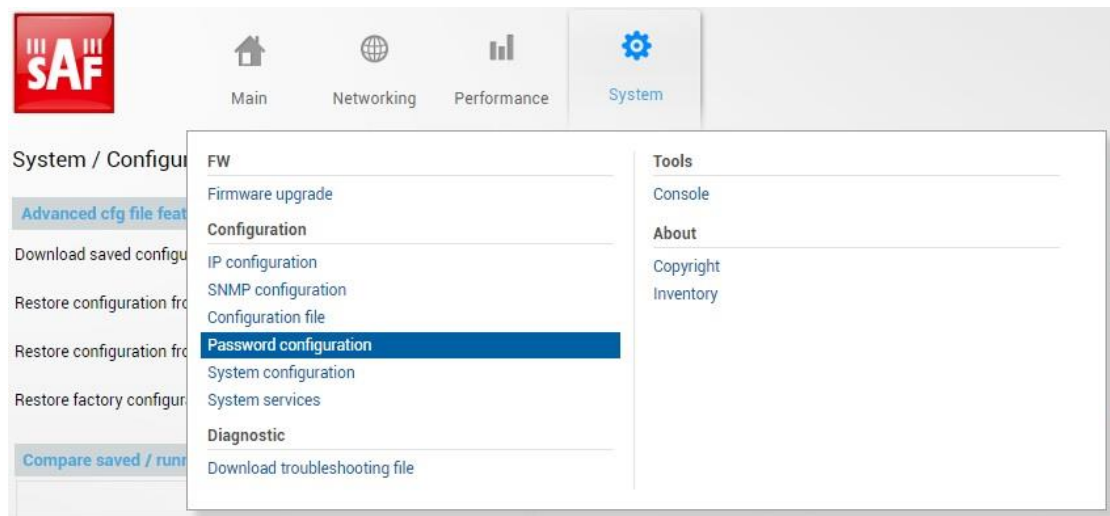 SAF
Main
Networking
Performance
System
System / Configur
FW
Firmware upgrade
Configuration
IP configuration
SNMP configuration
Configuration file
Password configuration
System configuration
System services
Diagnostic
Download troubleshooting file
Tools
Console
About
Copyright
Inventory
Advanced cfg file feat
Download saved configu
Restore configuration fro
Restore configuration fro
Restore factory configur
Compare saved / runn